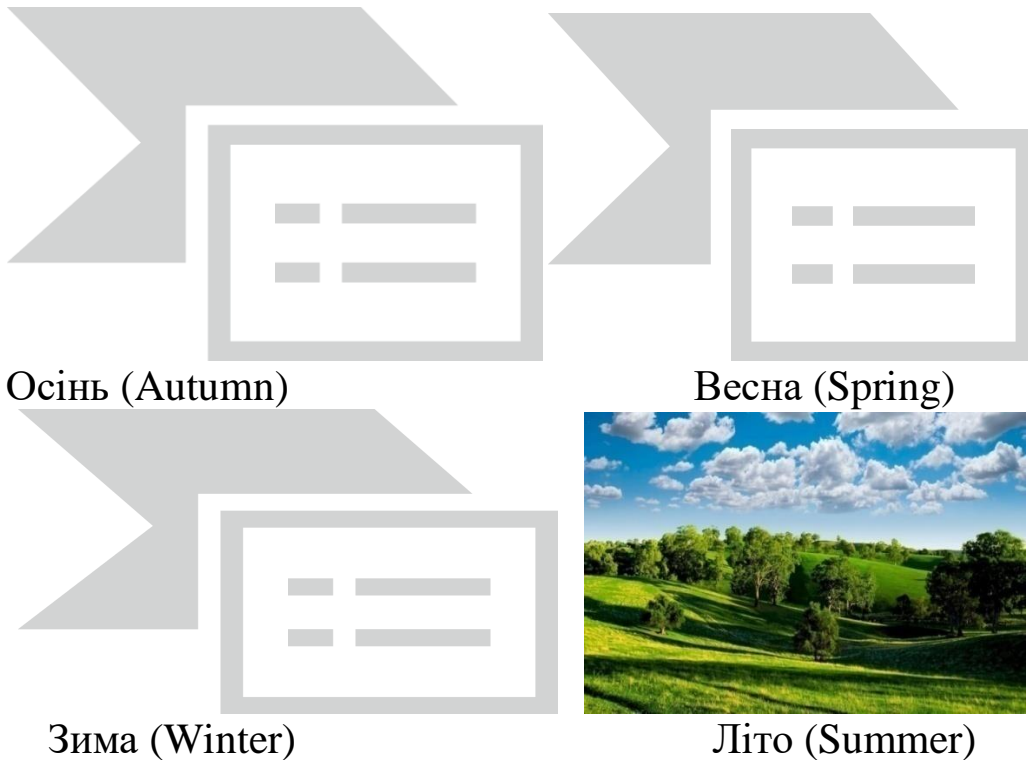 Осінь (Autumn)
Весна (Spring)
Зима (Winter)
Літо (Summer)